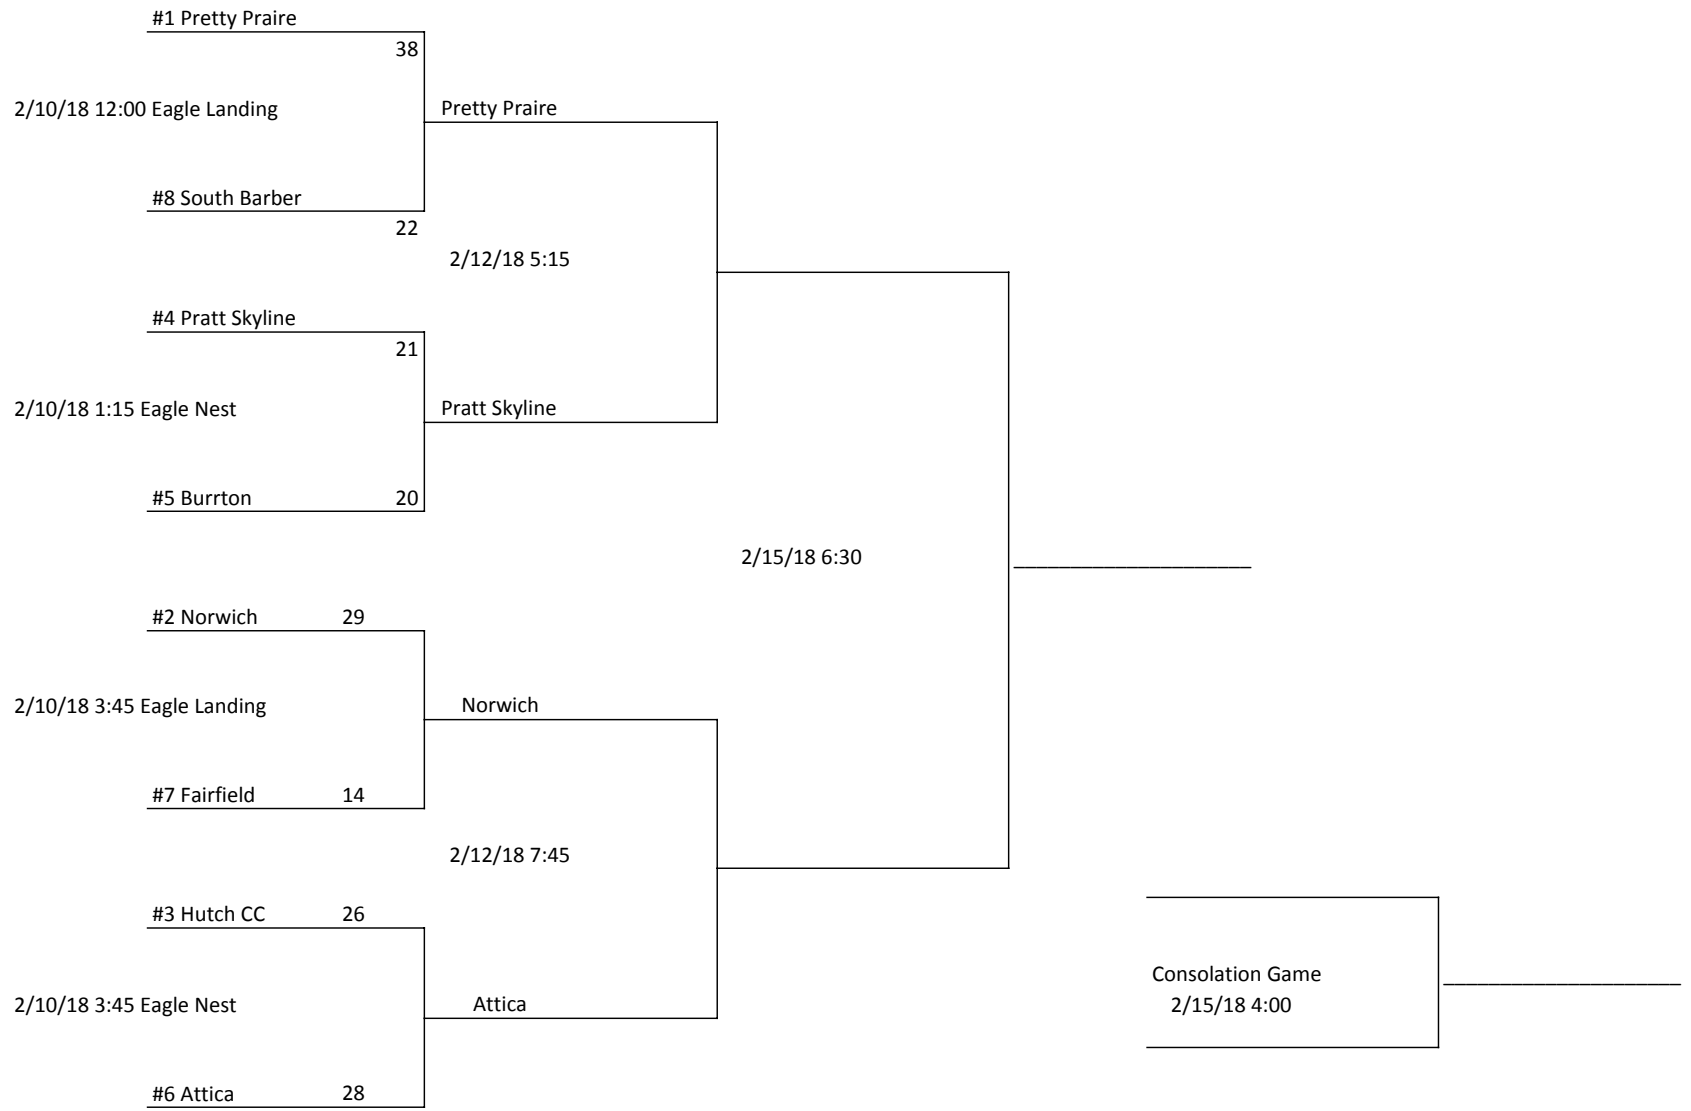 #1 Pretty Praire
38
2/10/18 12:00 Eagle Landing
Pretty Praire
#8 South Barber
22
2/12/18 5:15
#4 Pratt Skyline
21
2/10/18 1:15 Eagle Nest
Pratt Skyline
#5 Burrton 20
2/15/18 6:30
#2 Norwich 29
2/10/18 3:45 Eagle Landing
Norwich
#7 Fairfield 14
2/12/18 7:45
#3 Hutch CC 26
Consolation Game
2/15/18 4:00
2/10/18 3:45 Eagle Nest
Attica
#6 Attica 28